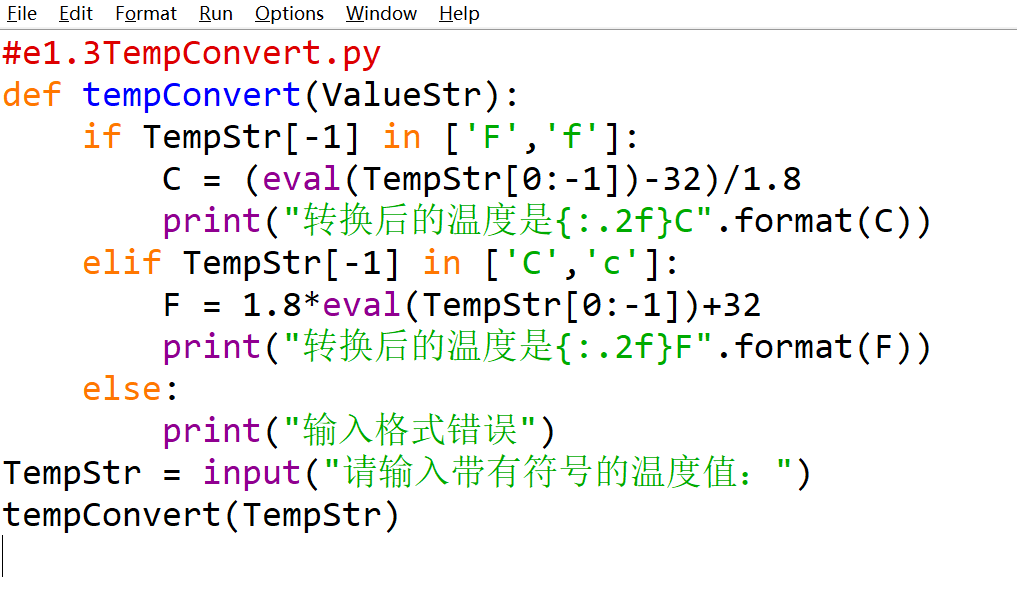 File Edit Format Run Options Window Help
#e1.3TempConvert.py
def tempConvert(ValueStr):
    if TempStr[-1] in ['F','f']:
        C = (eval(TempStr[0:-1])-32)/1.8
        print("转换后的温度是{:.2f}C".format(C))
    elif TempStr[-1] in ['C','c']:
        F = 1.8*eval(TempStr[0:-1])+32
        print("转换后的温度是{:.2f}F".format(F))
    else:
        print("输入格式错误")
TempStr = input("请输入带有符号的温度值：")
tempConvert(TempStr)